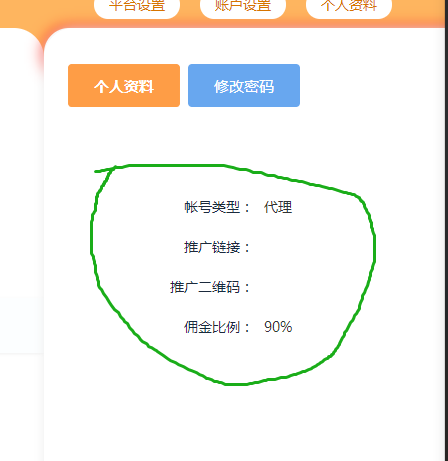 平台设置 账户设置 个人资料
个人资料 修改密码
帐号类型： 代理
推广链接：
推广二维码：
佣金比例： 90%